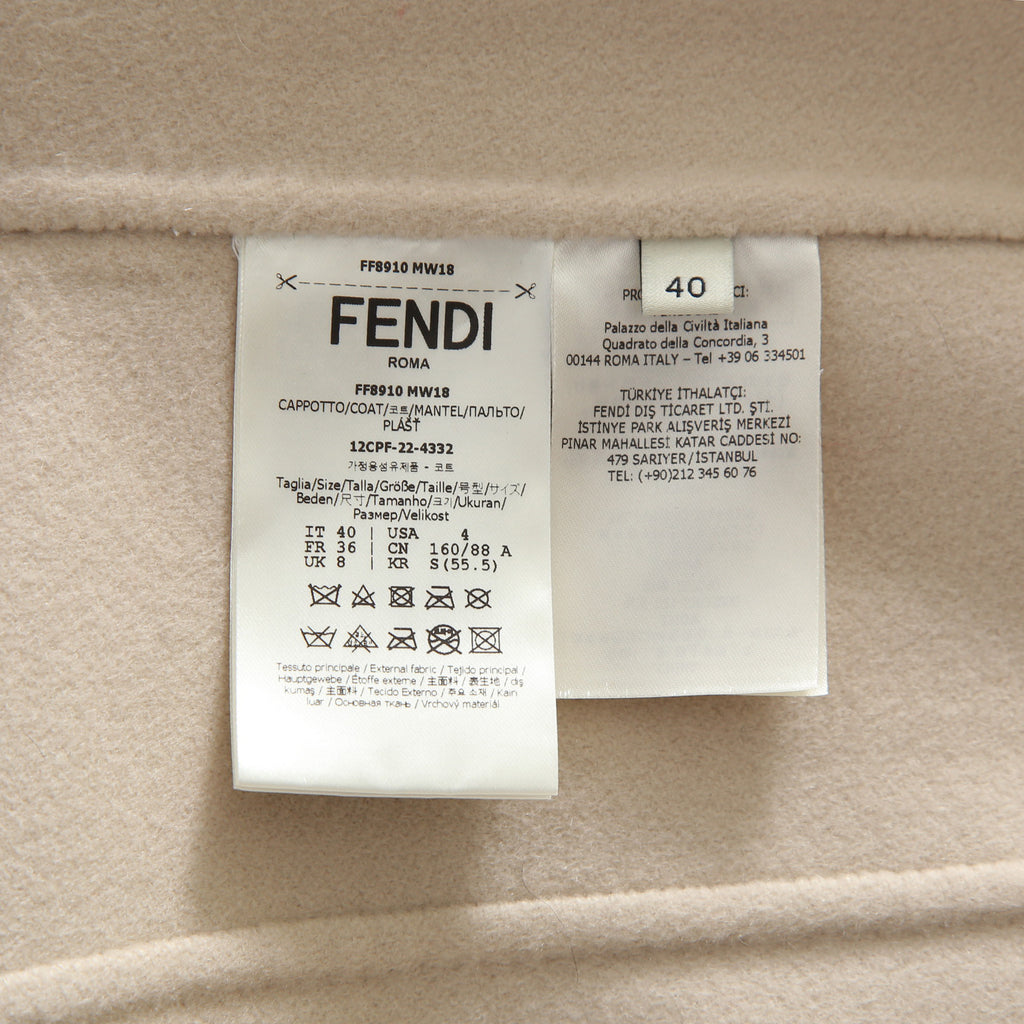 FF8910 MW18
FENDI
ROMA
FF8910 MW18
CAPPOTTO/COAT/코트/MANTEL/ПАЛЬТО/
PLÁŠŤ
12CPF-22-4332
가정용섬유제품 - 코트
Taglia/Size/Talla/Größe/Taille/号型/サイズ/
Beden/尺寸/Tamanho/크기/Ukuran/
Размер/Velikost
IT 40 | USA 4
FR 36 | CN 160/88 A
UK 8 | KR S(55.5)
Tessuto principale / External fabric / Tejido principal /
Hauptgewebe / Étoffe externe / 主面料 / 表生地 / dış
kumaş / 主面料 / Tecido Externo / 주요 소재 / Kain
luar / Основная ткань / Vrchový materiál
40
Palazzo della Civiltà Italiana
Quadrato della Concordia, 3
00144 ROMA ITALY – Tel +39 06 334501
TÜRKİYE İTHALATÇI:
FENDİ DIŞ TİCARET LTD. ŞTİ.
İSTİNYE PARK ALIŞVERİŞ MERKEZİ
PINAR MAHALLESİ KATAR CADDESİ NO:
479 SARIYER/İSTANBUL
TEL: (+90)212 345 60 76